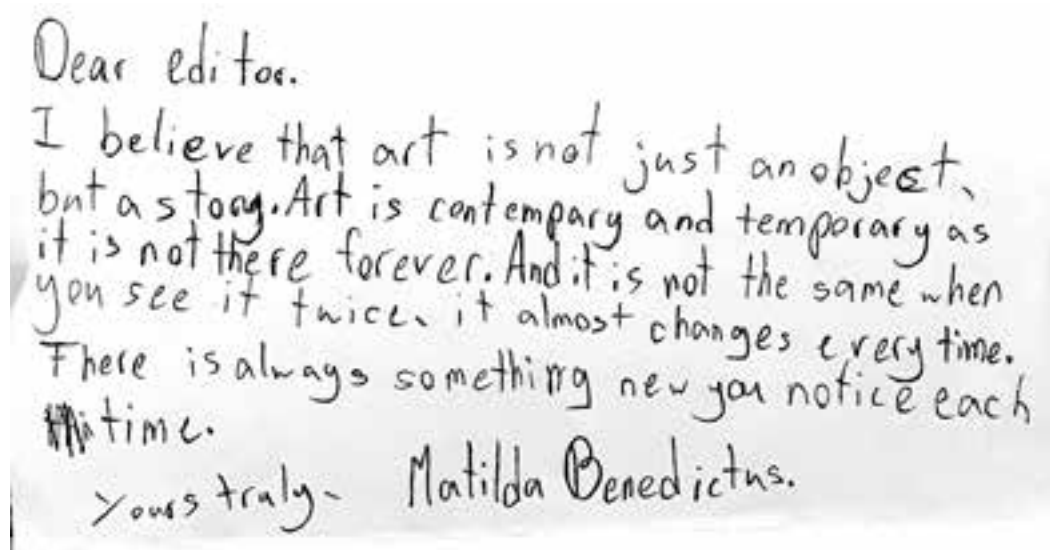 Dear editor.
I believe that art is not just an object,
but a story. Art is contempary and temporary as
it is not there forever. And it is not the same when
you see it twice, it almost changes every time.
There is always something new you notice each
time.
Yours truly- Matilda Benedictus.